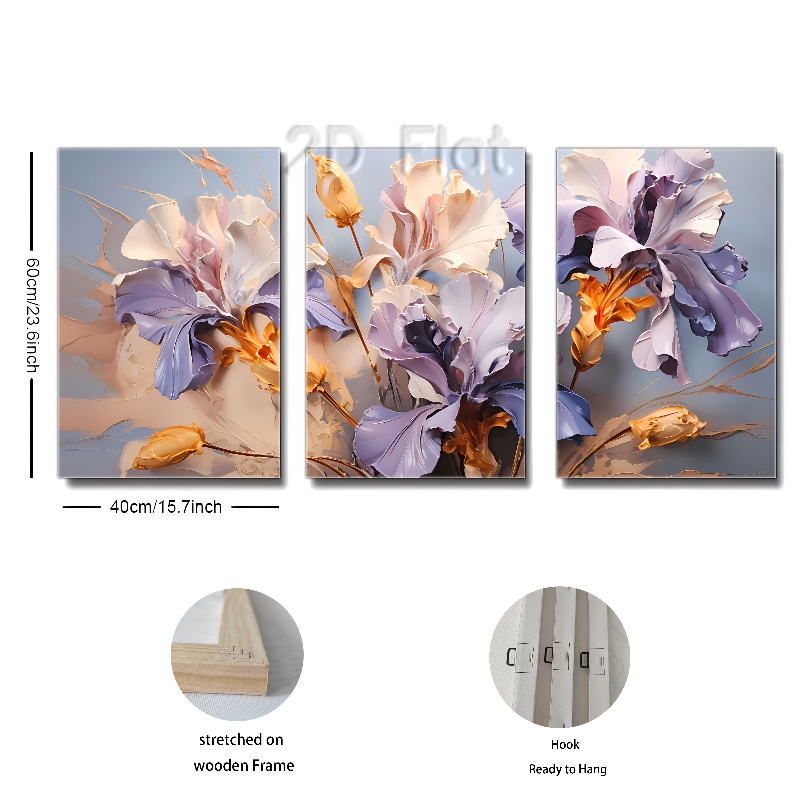 2D Flat
60cm/23.6inch
40cm/15.7inch
stretched on
wooden Frame
Hook
Ready to Hang